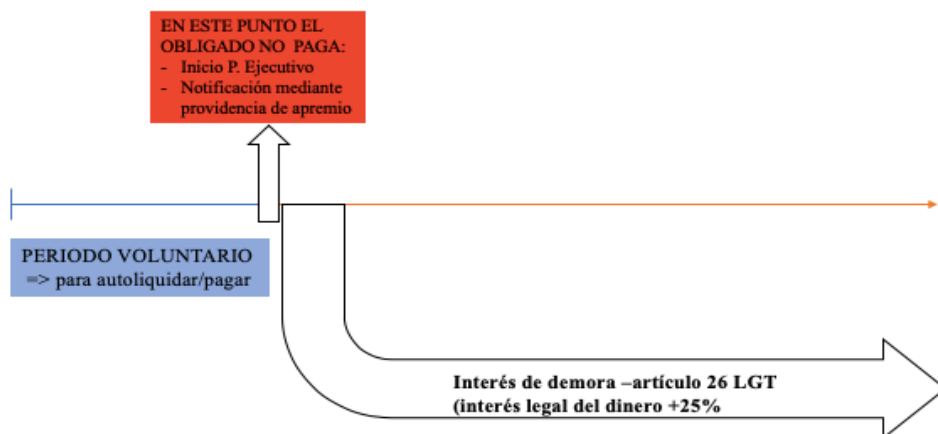 EN ESTE PUNTO EL
OBLIGADO NO PAGA:
- Inicio P. Ejecutivo
- Notificación mediante
providencia de apremio
PERIODO VOLUNTARIO
=> para autoliquidar/pagar
Interés de demora –artículo 26 LGT
(interés legal del dinero +25%